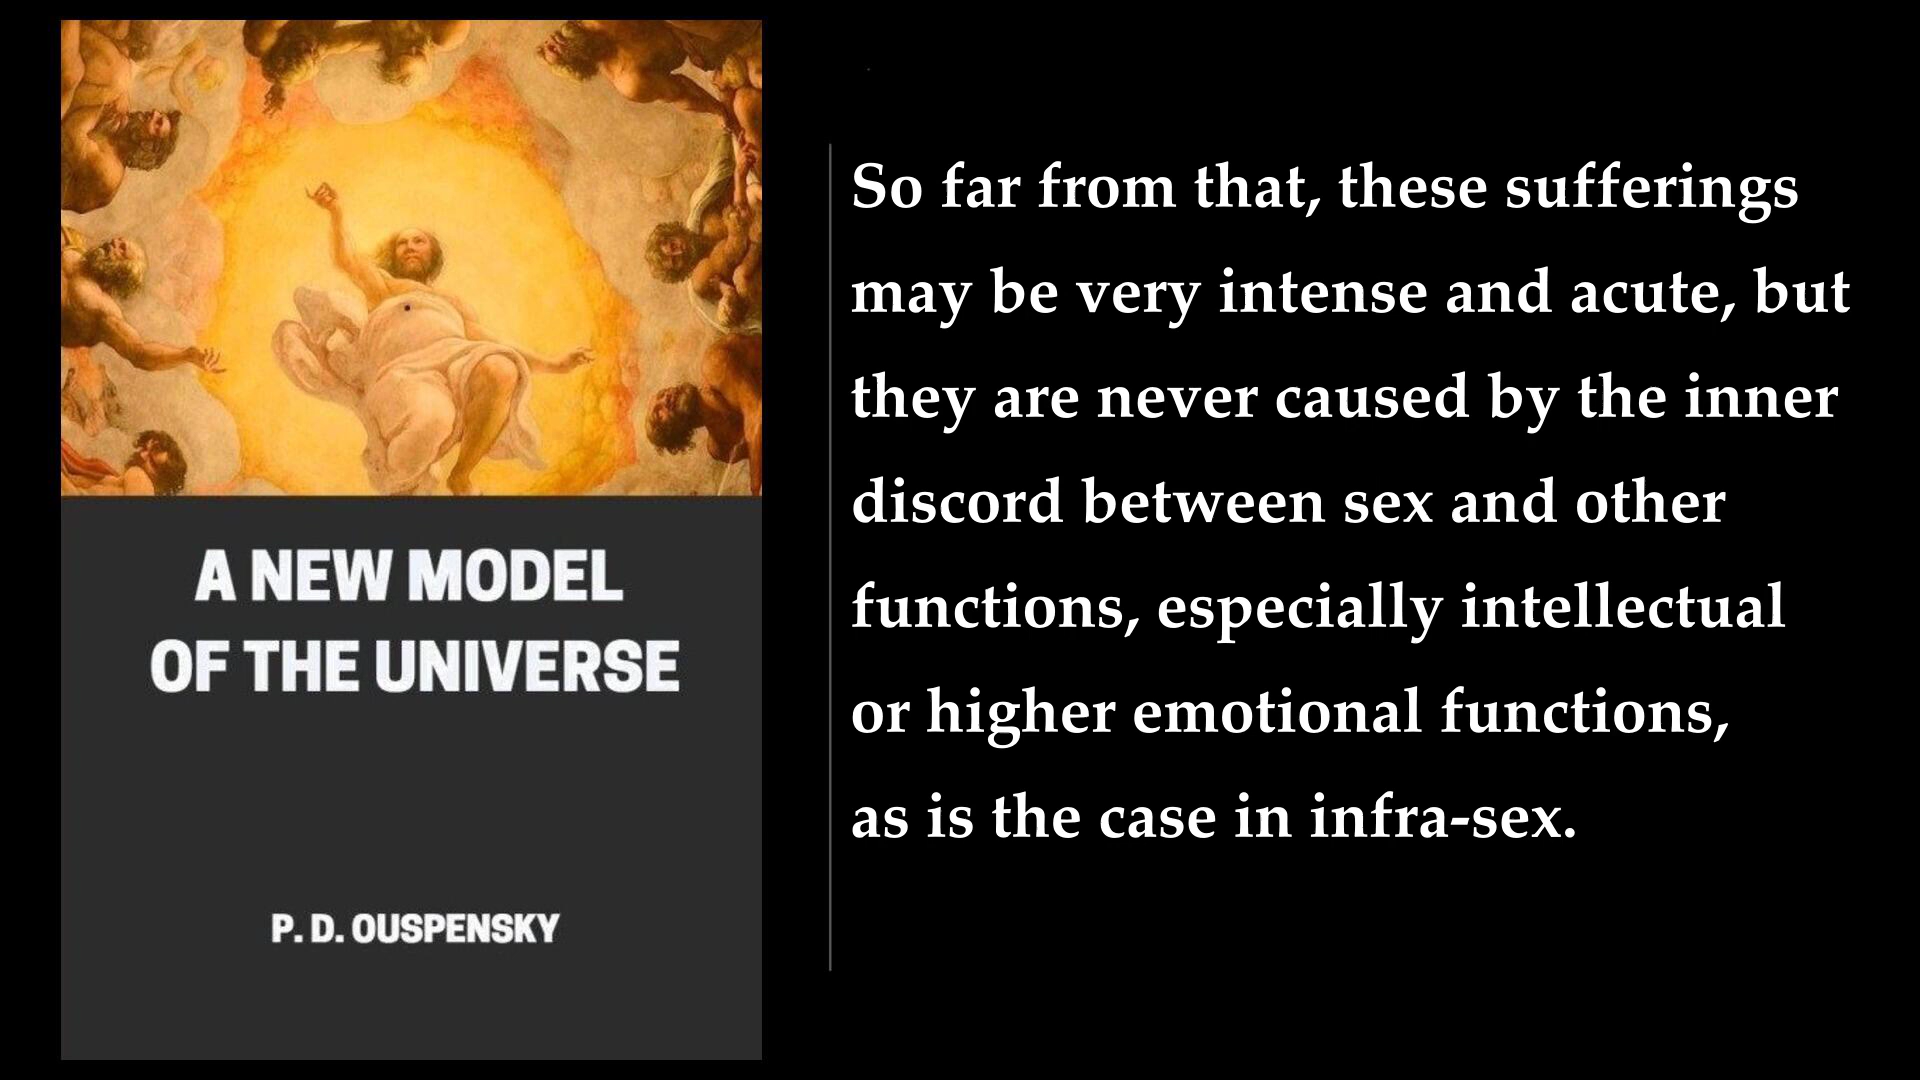 A NEW MODEL
OF THE UNIVERSE
P. D. OUSPENSKY
So far from that, these sufferings
may be very intense and acute, but
they are never caused by the inner
discord between sex and other
functions, especially intellectual
or higher emotional functions,
as is the case in infra-sex.